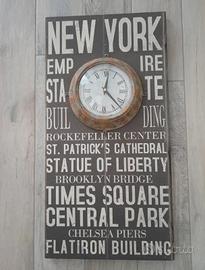 NEW YORK
EMP IRE
STA TE
BUIL DING
ROCKEFELLER CENTER
ST. PATRICK'S CATHEDRAL
STATUE OF LIBERTY
BROOKLYN BRIDGE
TIMES SQUARE
CENTRAL PARK
CHELSEA PIERS
FLATIRON BUILDING